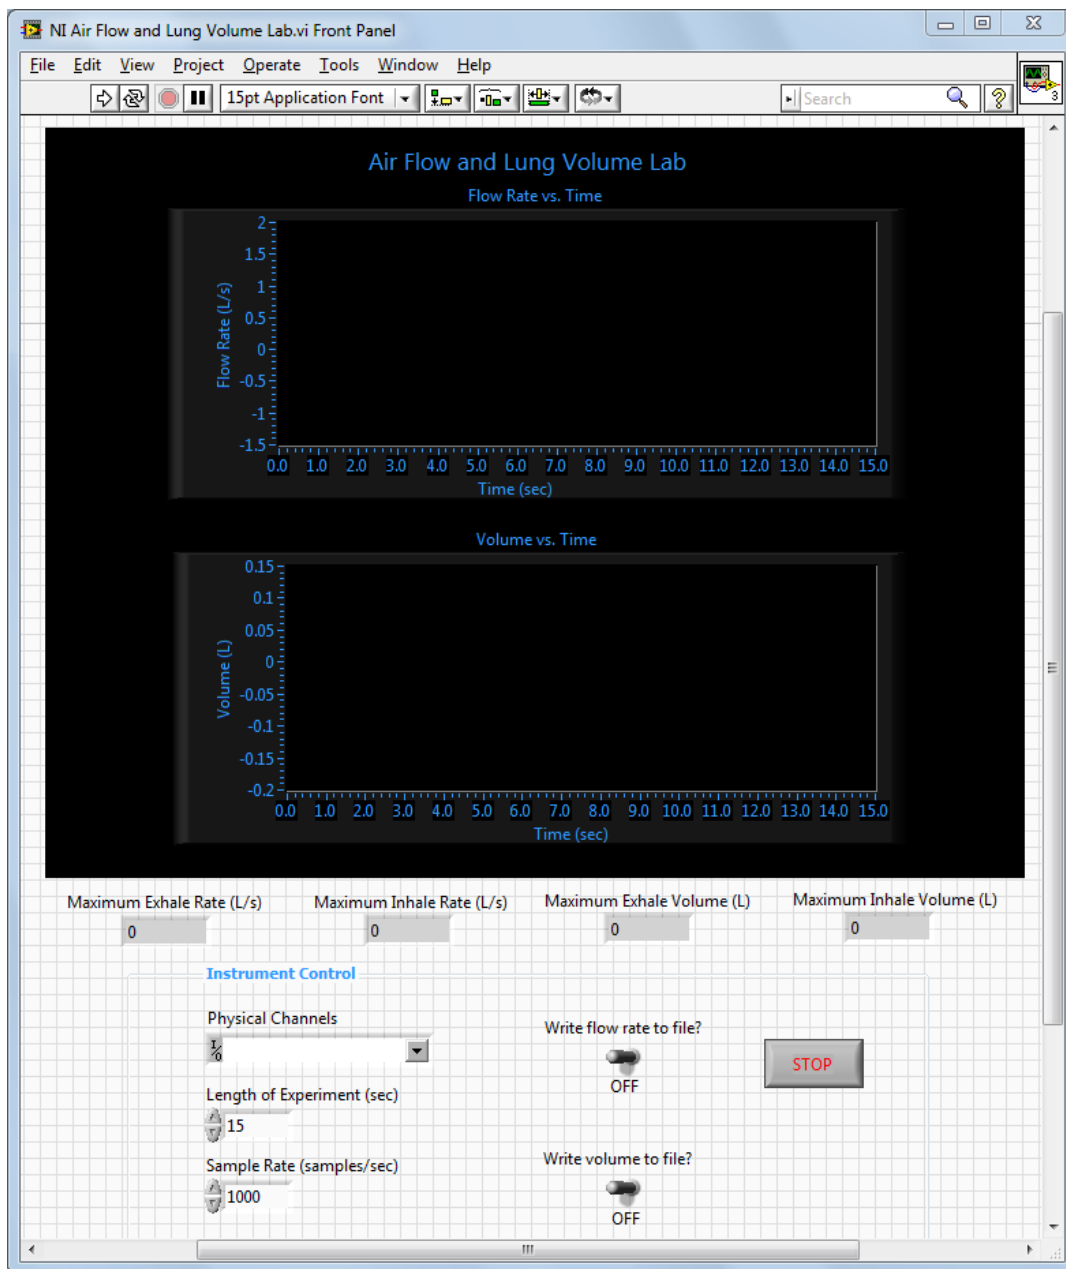 NI Air Flow and Lung Volume Lab.vi Front Panel
File Edit View Project Operate Tools Window Help
15pt Application Font
Search
?
3
Air Flow and Lung Volume Lab
Flow Rate vs. Time
2
1.5
1
0.5
0
-0.5
-1
-1.5
Flow Rate (L/s)
0.0 1.0 2.0 3.0 4.0 5.0 6.0 7.0 8.0 9.0 10.0 11.0 12.0 13.0 14.0 15.0
Time (sec)
Volume vs. Time
0.15
0.1
0.05
0
-0.05
-0.1
-0.15
-0.2
Volume (L)
0.0 1.0 2.0 3.0 4.0 5.0 6.0 7.0 8.0 9.0 10.0 11.0 12.0 13.0 14.0 15.0
Time (sec)
Maximum Exhale Rate (L/s) Maximum Inhale Rate (L/s) Maximum Exhale Volume (L) Maximum Inhale Volume (L)
0 0 0 0
Instrument Control
Physical Channels
I/0
Length of Experiment (sec)
15
Sample Rate (samples/sec)
1000
Write flow rate to file?
OFF
Write volume to file?
OFF
STOP